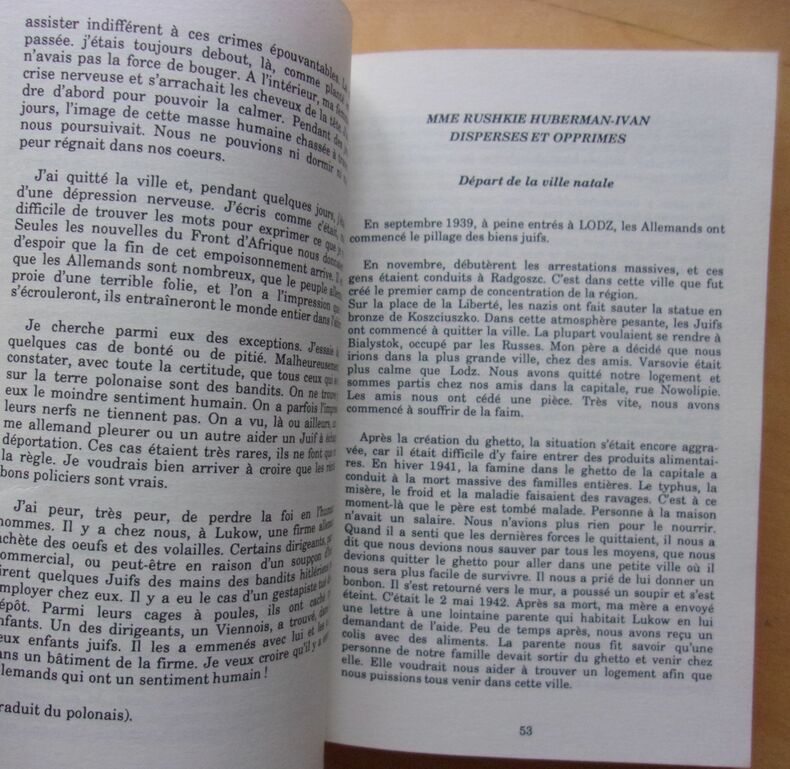 assister indifférent à ces crimes épouvantables. La
passée. j'étais toujours debout, là, comme planté
n'avais pas la force de bouger. A l'intérieur, ma
crise nerveuse et s'arrachait les cheveux de la tête.
dre d'abord pour pouvoir la calmer. Pendant
jours, l'image de cette masse humaine chassée à
nous poursuivait. Nous ne pouvions ni dormir ni
peur régnait dans nos coeurs.
J'ai quitté la ville et, pendant quelques jours,
d'une dépression nerveuse. J'écris comme c'était,
difficile de trouver les mots pour exprimer ce que
Seules les nouvelles du Front d'Afrique nous
d'espoir que la fin de cet empoisonnement arrive.
que les Allemands sont nombreux, que le peuple
proie d'une terrible folie, et l'on a l'impression
s'écrouleront, ils entraîneront le monde entier dans
Je cherche parmi eux des exceptions. J'essaie
quelques cas de bonté ou de pitié. Malheureusement,
constater, avec toute la certitude, que tous ceux qui
sur la terre polonaise sont des bandits. On ne
eux le moindre sentiment humain. On a parfois
leurs nerfs ne tiennent pas. On a vu, là ou ailleurs,
me allemand pleurer ou un autre aider un Juif à
déportation. Ces cas étaient très rares, ils ne font
la règle. Je voudrais bien arriver à croire que les
bons policiers sont vrais.
J'ai peur, très peur, de perdre la foi en
hommes. Il y a chez nous, à Lukow, une firme
achète des oeufs et des volailles. Certains dirigeants,
commercial, ou peut-être en raison d'un soupçon
irent quelques Juifs des mains des bandits hitlériens
employer chez eux. Il y a eu le cas d'un gestapiste
épôt. Parmi leurs cages à poules, ils ont caché
nfants. Un des dirigeants, un Viennois, a trouvé,
eux enfants juifs. Il les a emmenés avec lui et les
ans un bâtiment de la firme. Je veux croire qu'il y a
llemands qui ont un sentiment humain !
raduit du polonais).
MME RUSHKIE HUBERMAN-IVAN
DISPERSES ET OPPRIMES
Départ de la ville natale
En septembre 1939, à peine entrés à LODZ, les Allemands ont
commencé le pillage des biens juifs.
En novembre, débutèrent les arrestations massives, et ces
gens étaient conduits à Radgoszc. C'est dans cette ville que fut
créé le premier camp de concentration de la région.
Sur la place de la Liberté, les nazis ont fait sauter la statue en
bronze de Koszciuszko. Dans cette atmosphère pesante, les Juifs
ont commencé à quitter la ville. La plupart voulaient se rendre à
Bialystok, occupé par les Russes. Mon père a décidé que nous
irions dans la plus grande ville, chez des amis. Varsovie était
plus calme que Lodz. Nous avons quitté notre logement et
sommes partis chez nos amis dans la capitale, rue Nowolipie.
Les amis nous ont cédé une pièce. Très vite, nous avons
commencé à souffrir de la faim.
Après la création du ghetto, la situation s'était encore aggra-
vée, car il était difficile d'y faire entrer des produits alimentai-
res. En hiver 1941, la famine dans le ghetto de la capitale a
conduit à la mort massive des familles entières. Le typhus, la
misère, le froid et la maladie faisaient des ravages. C'est à ce
moment-là que le père est tombé malade. Personne à la maison
n'avait un salaire. Nous n'avions plus rien pour le nourrir.
Quand il a senti que les dernières forces le quittaient, il nous a
dit que nous devions nous sauver par tous les moyens, que nous
devions quitter le ghetto pour aller dans une petite ville où il
nous sera plus facile de survivre. Il nous a prié de lui donner un
bonbon. Il s'est retourné vers le mur, a poussé un soupir et s'est
éteint. C'était le 2 mai 1942. Après sa mort, ma mère a envoyé
une lettre à une lointaine parente qui habitait Lukow en lui
demandant de l'aide. Peu de temps après, nous avons reçu un
colis avec des aliments. La parente nous fit savoir qu'une
personne de notre famille devait sortir du ghetto et venir chez
elle. Elle voudrait nous aider à trouver un logement afin que
nous puissions tous venir dans cette ville.
53